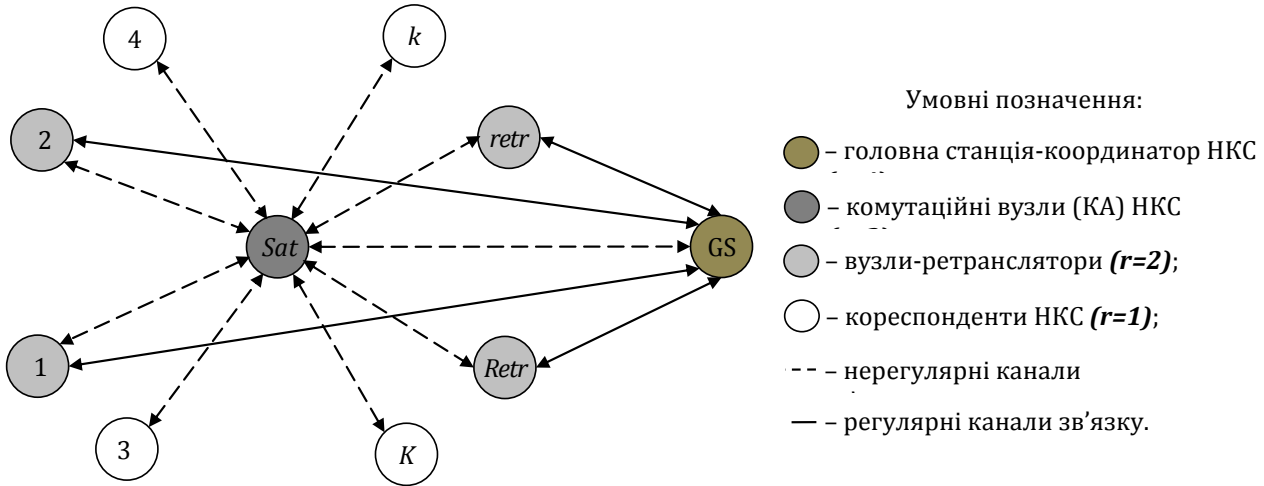 4
k
Умовні позначення:
2
retr
– головна станція-координатор НКС
– комутаційні вузли (КА) НКС
Sat
GS
– вузли-ретранслятори (r=2);
– кореспонденти НКС (r=1);
1
Retr
– нерегулярні канали
– регулярні канали зв’язку.
3
K